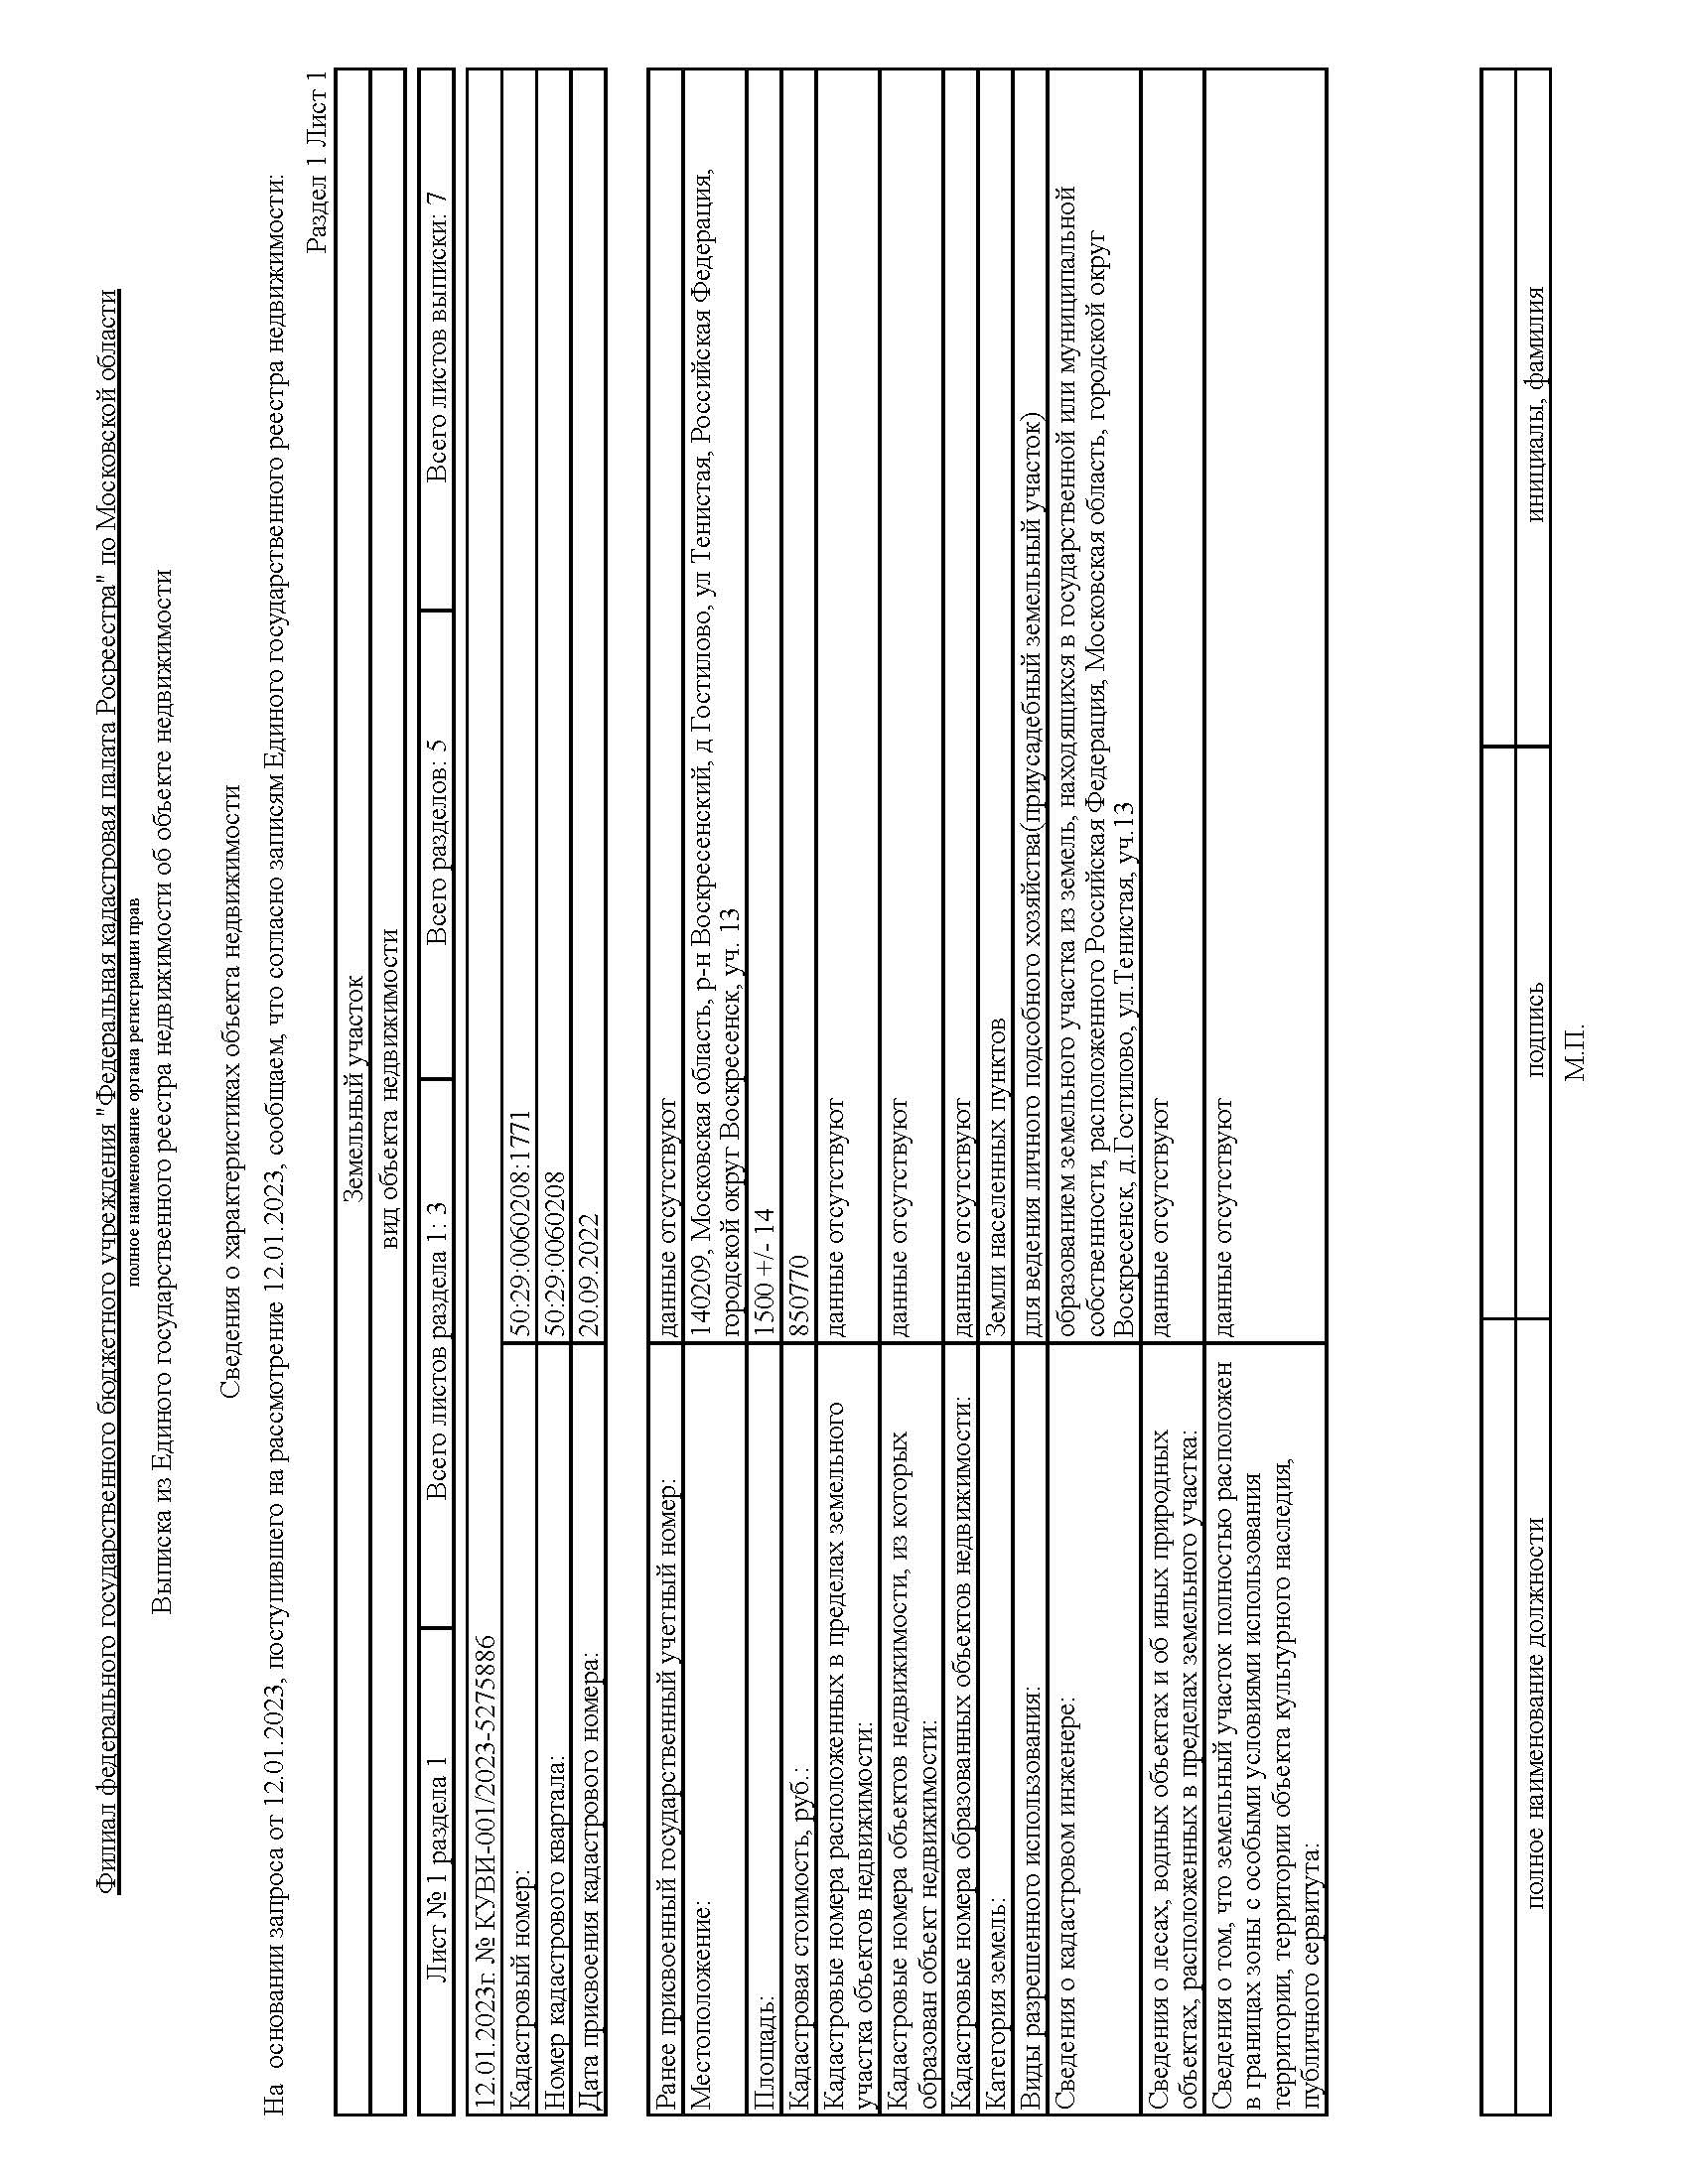 Филиал федерального государственного бюджетного учреждения "Федеральная кадастровая палата Росреестра" по Московской области
полное наименование органа регистрации прав
Выписка из Единого государственного реестра недвижимости об объекте недвижимости
Сведения о характеристиках объекта недвижимости
На основании запроса от 12.01.2023, поступившего на рассмотрение 12.01.2023, сообщаем, что согласно записям Единого государственного реестра недвижимости:
Раздел 1 Лист 1
Земельный участок
вид объекта недвижимости
Лист № 1 раздела 1
Всего листов раздела 1: 3
Всего разделов: 5
Всего листов выписки: 7
12.01.2023г. № КУВИ-001/2023-5275886
Кадастровый номер:
50:29:0060208:1771
Номер кадастрового квартала:
50:29:0060208
Дата присвоения кадастрового номера:
20.09.2022
Ранее присвоенный государственный учетный номер:
данные отсутствуют
Местоположение:
140209, Московская область, р-н Воскресенский, д Гостилово, ул Тенистая, Российская Федерация,
городской округ Воскресенск, уч. 13
Площадь:
1500 +/- 14
Кадастровая стоимость, руб.:
850770
Кадастровые номера расположенных в пределах земельного
участка объектов недвижимости:
данные отсутствуют
Кадастровые номера объектов недвижимости, из которых
образован объект недвижимости:
данные отсутствуют
Кадастровые номера образованных объектов недвижимости:
данные отсутствуют
Категория земель:
Земли населенных пунктов
Виды разрешенного использования:
для ведения личного подсобного хозяйства(приусадебный земельный участок)
Сведения о кадастровом инженере:
образованием земельного участка из земель, находящихся в государственной или муниципальной
собственности, расположенного Российская Федерация, Московская область, городской округ
Воскресенск, д.Гостилово, ул.Тенистая, уч.13
Сведения о лесах, водных объектах и об иных природных
объектах, расположенных в пределах земельного участка:
данные отсутствуют
Сведения о том, что земельный участок полностью расположен
в границах зоны с особыми условиями использования
территории, территории объекта культурного наследия,
публичного сервитута:
данные отсутствуют
полное наименование должности
подпись
инициалы, фамилия
М.П.